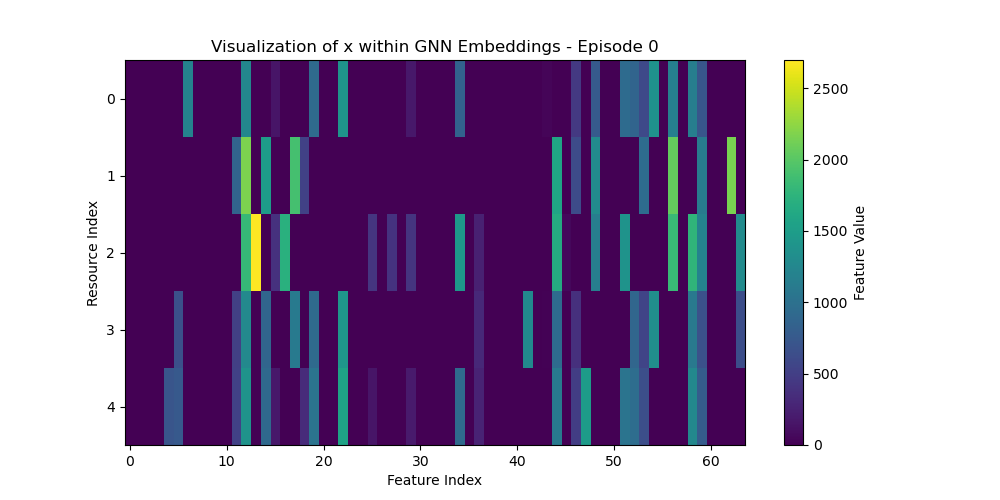 Visualization of x within GNN Embeddings - Episode 0
Resource Index
0
1
2
3
4
0 10 20 30 40 50 60
Feature Index
2500
2000
1500
1000
500
0
Feature Value